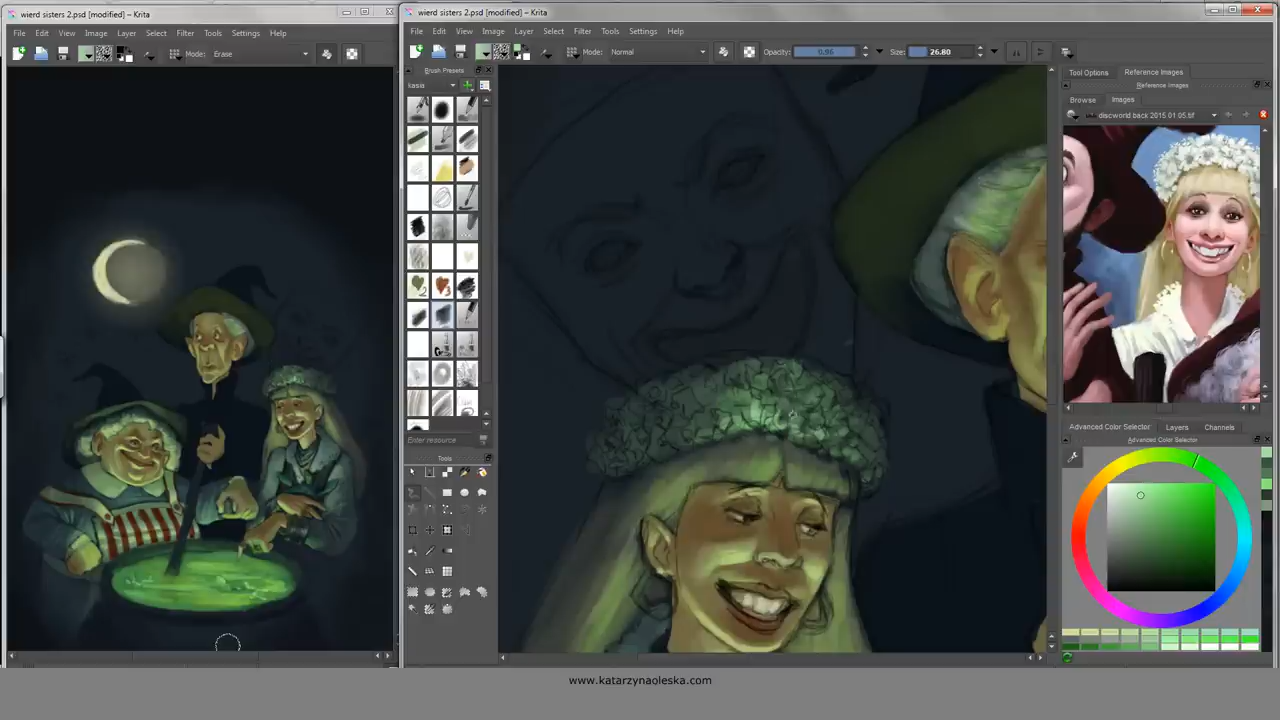 wierd sisters 2.psd [modified] – Krita
File Edit View Image Layer Select Filter Tools Settings Help
Mode: Erase
wierd sisters 2.psd [modified] – Krita
File Edit View Image Layer Select Filter Tools Settings Help
Mode: Normal Opacity: 0.86 Size: 26.80
Brush Presets
kasia
Enter resource
Tools
Tool Options Reference Images
Reference Images
Browse Images
discworld back 2015 01 05.tif
Advanced Color Selector Layers Channels
Advanced Color Selector
www.katarzynaoleska.com